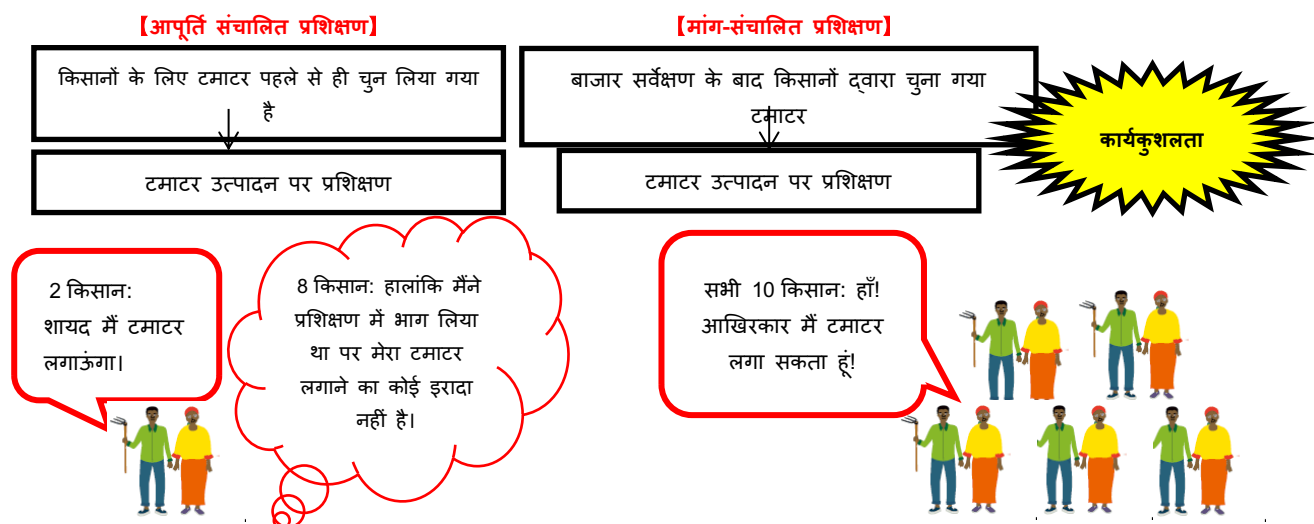 【आपूर्ति संचालित प्रशिक्षण】
किसानों के लिए टमाटर पहले से ही चुन लिया गया
है
टमाटर उत्पादन पर प्रशिक्षण
2 किसान:
शायद मैं टमाटर
लगाऊंगा।
8 किसान: हालांकि मैंने
प्रशिक्षण में भाग लिया
था पर मेरा टमाटर
लगाने का कोई इरादा
नहीं है।
【मांग-संचालित प्रशिक्षण】
बाजार सर्वेक्षण के बाद किसानों द्वारा चुना गया
टमाटर
टमाटर उत्पादन पर प्रशिक्षण
कार्यकुशलता
सभी 10 किसान: हाँ!
आखिरकार मैं टमाटर
लगा सकता हूं!